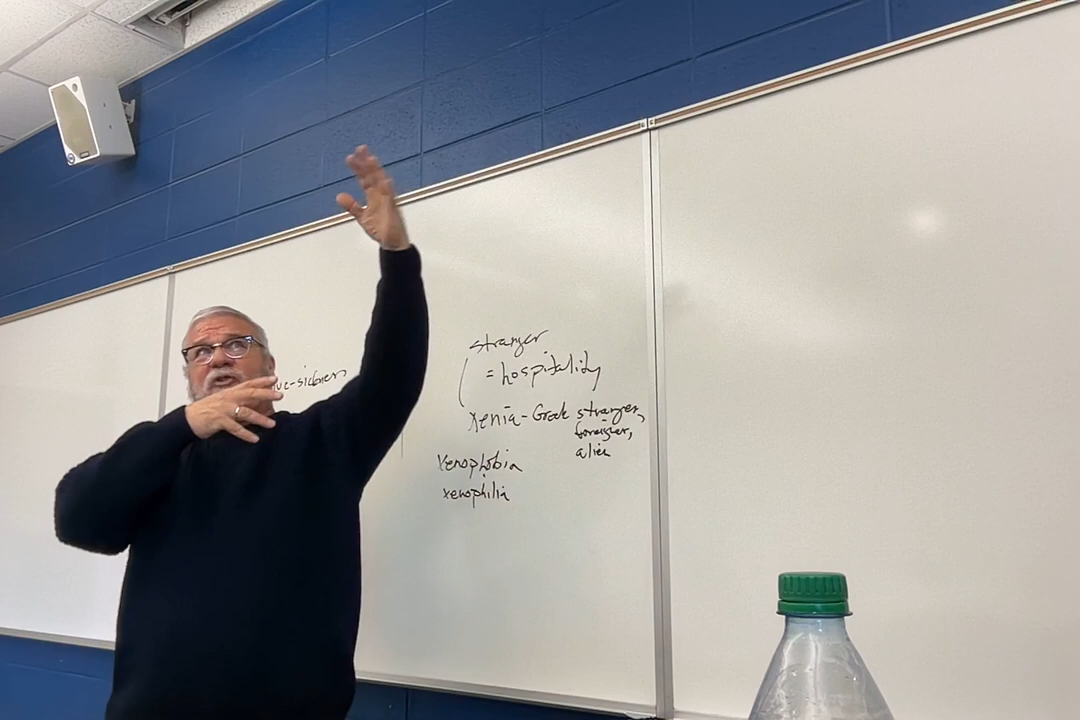 stranger
= hospitality
xenia - Greek stranger,
foreigner,
alien
Xenophobia
xenophilia